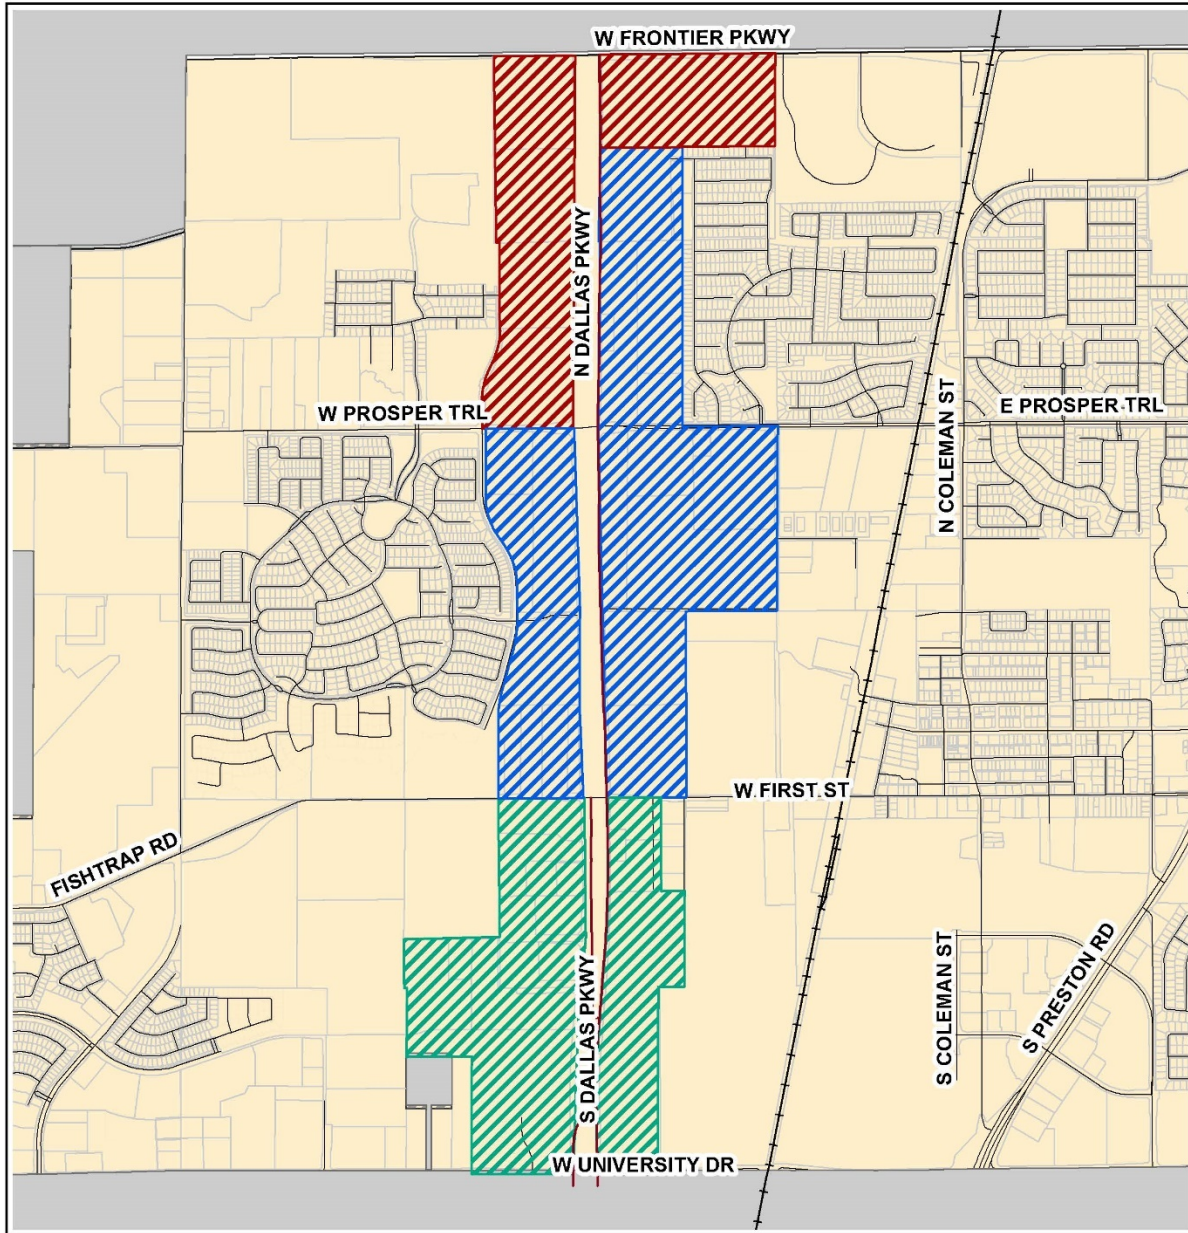 W FRONTIER PKWY
N DALLAS PKWY
W PROSPER TRL
E PROSPER TRL
N COLEMAN ST
W FIRST ST
FISHTRAP RD
S DALLAS PKWY
S COLEMAN ST
S PRESTON RD
W UNIVERSITY DR